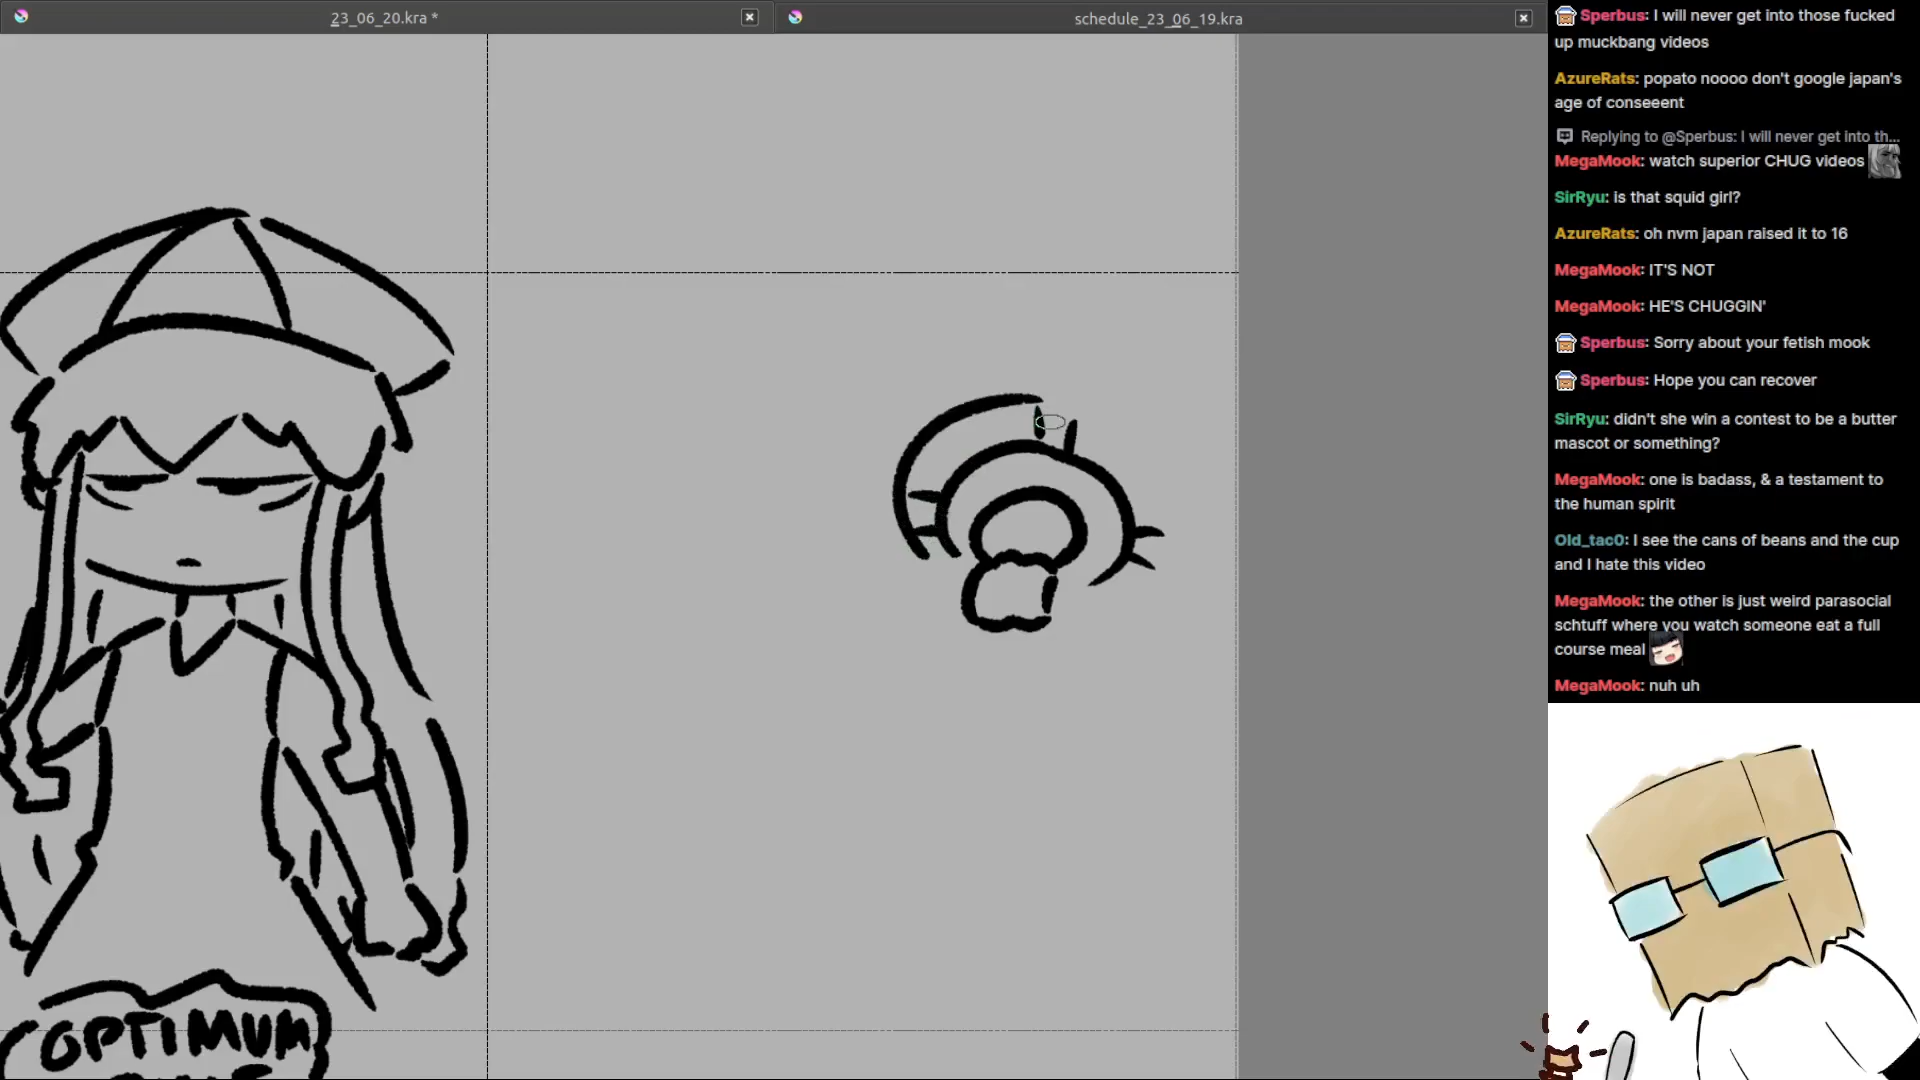 23_06_20.kra *
schedule_23_06_19.kra
Sperbus: I will never get into those fucked
up muckbang videos
AzureRats: popato noooo don't google japan's
age of conseeent
Replying to @Sperbus: I will never get into th...
MegaMook: watch superior CHUG videos
SirRyu: is that squid girl?
AzureRats: oh nvm japan raised it to 16
MegaMook: IT'S NOT
MegaMook: HE'S CHUGGIN'
Sperbus: Sorry about your fetish mook
Sperbus: Hope you can recover
SirRyu: didn't she win a contest to be a butter
mascot or something?
MegaMook: one is badass, & a testament to
the human spirit
Old_tac0: I see the cans of beans and the cup
and I hate this video
MegaMook: the other is just weird parasocial
schtuff where you watch someone eat a full
course meal
MegaMook: nuh uh
OPTIMUM